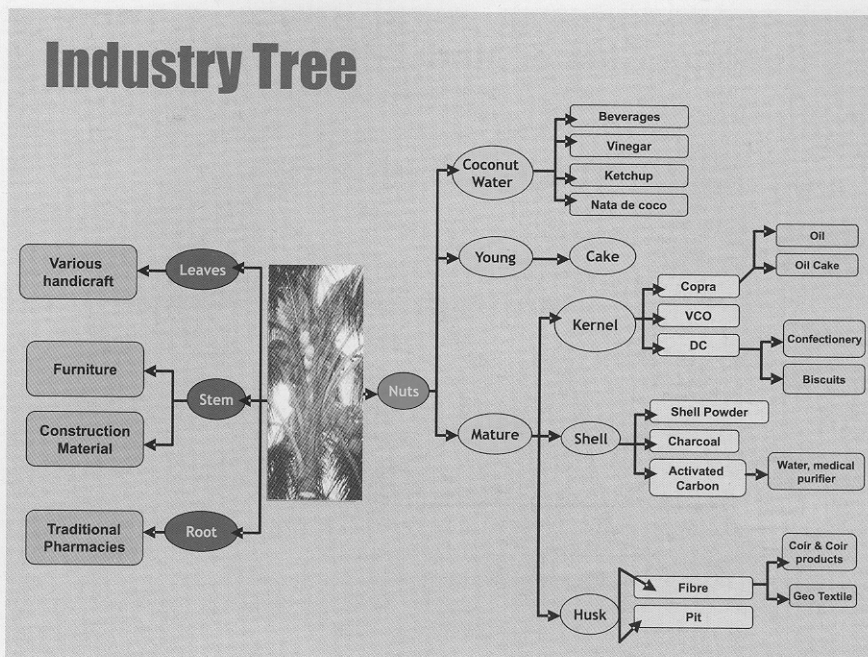 Industry Tree
Various
handicraft
Leaves
Furniture
Stem
Construction
Material
Traditional
Pharmacies
Root
Nuts
Coconut
Water
Beverages
Vinegar
Ketchup
Nata de coco
Young
Cake
Mature
Kernel
Copra
Oil
Oil Cake
VCO
DC
Confectionery
Biscuits
Shell
Shell Powder
Charcoal
Activated
Carbon
Water, medical
purifier
Husk
Fibre
Coir & Coir
products
Geo Textile
Pit